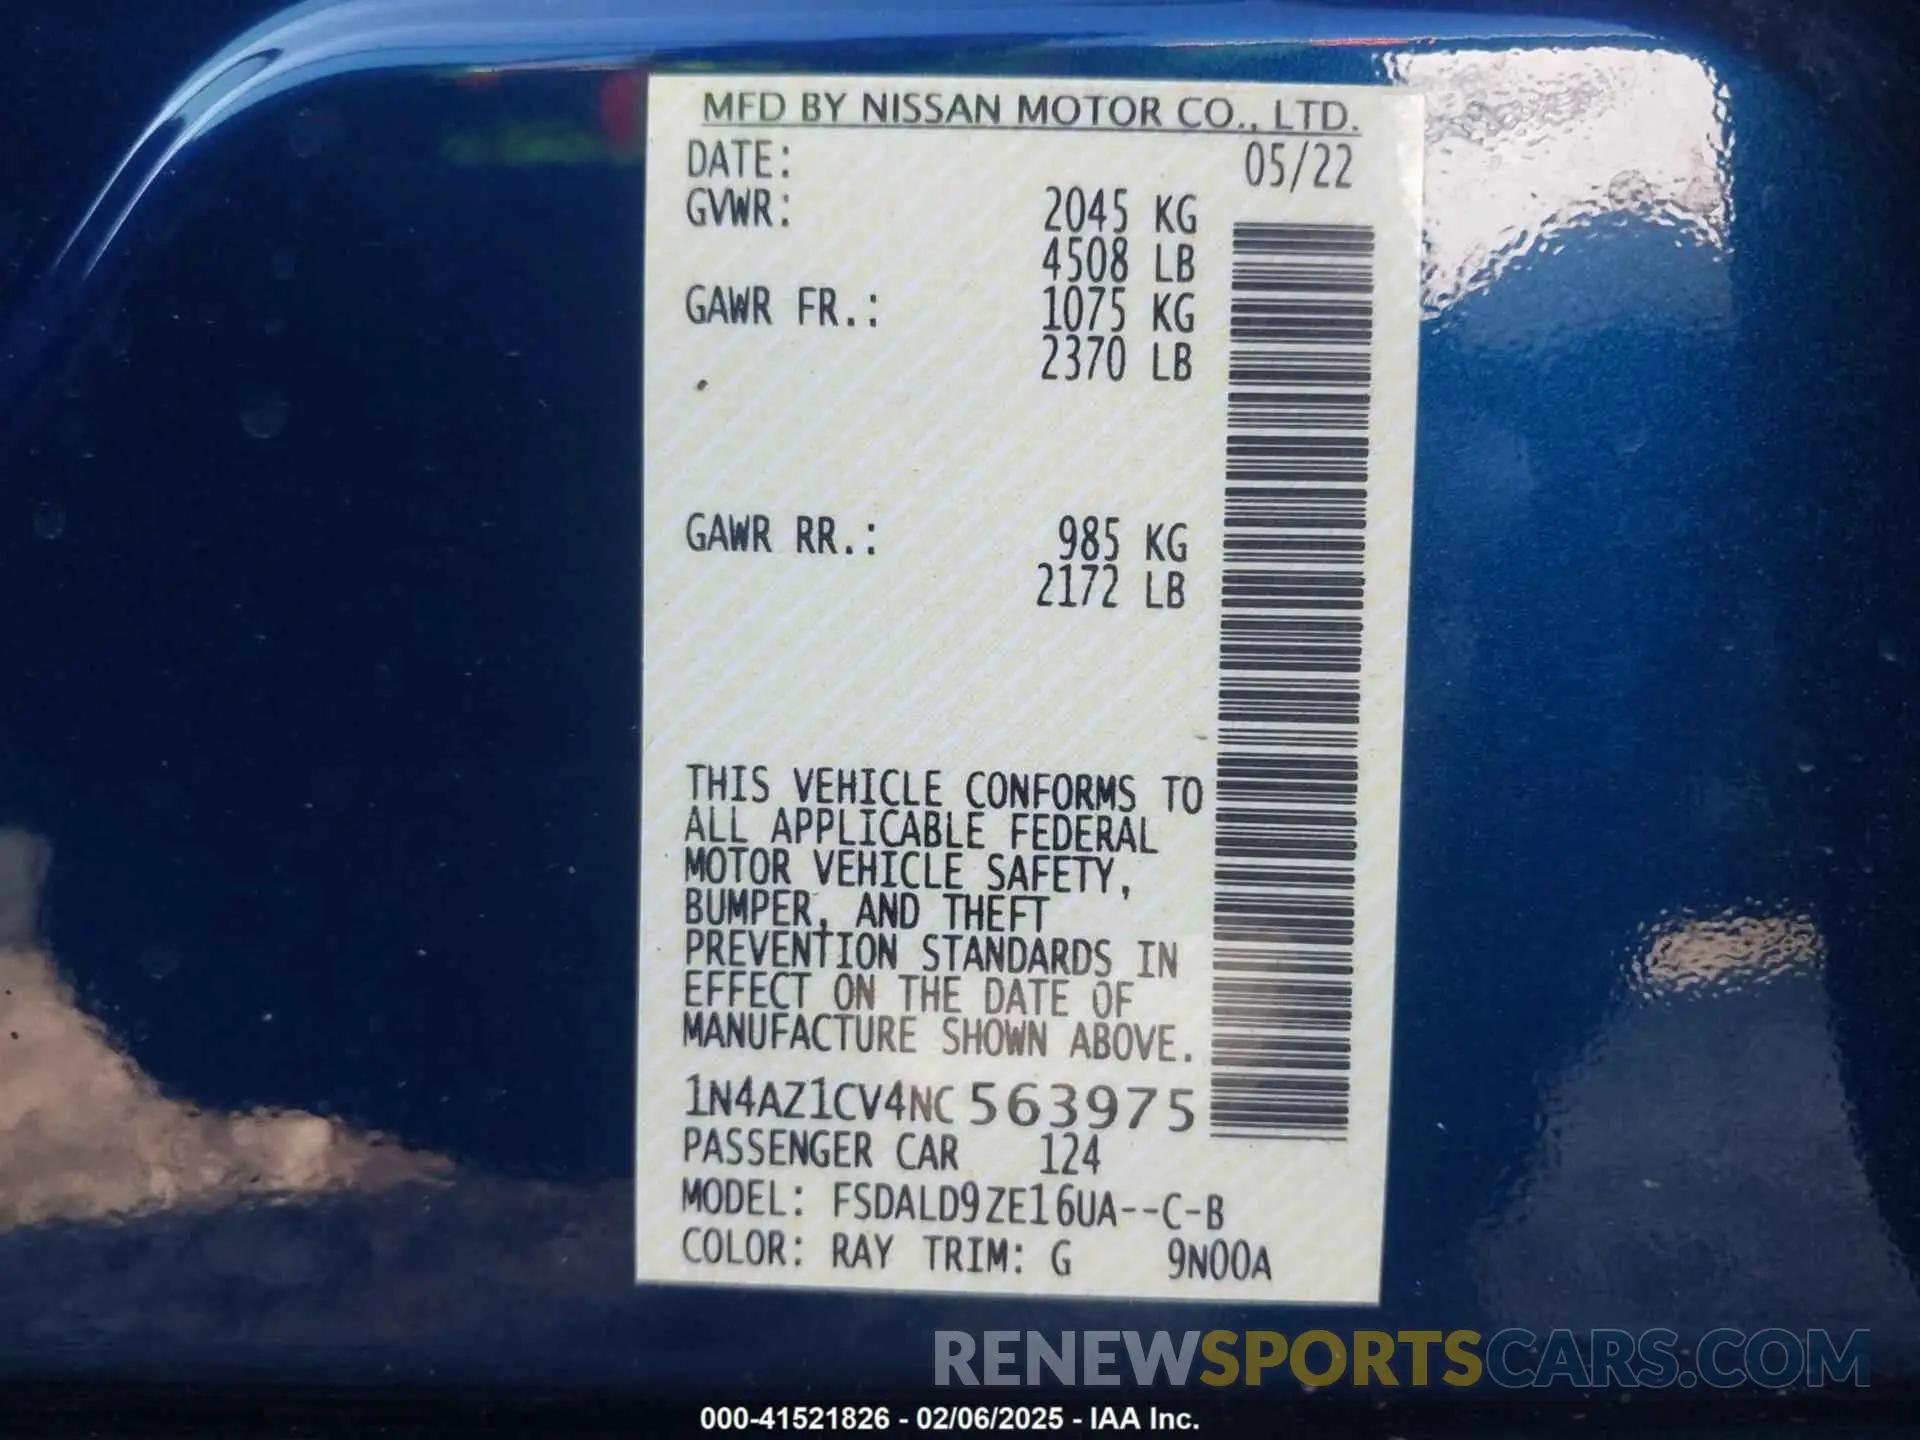 MFD BY NISSAN MOTOR CO., LTD.
DATE: 05/22
GVWR: 2045 KG
4508 LB
GAWR FR.: 1075 KG
2370 LB
GAWR RR.: 985 KG
2172 LB
THIS VEHICLE CONFORMS TO
ALL APPLICABLE FEDERAL
MOTOR VEHICLE SAFETY,
BUMPER, AND THEFT
PREVENTION STANDARDS IN
EFFECT ON THE DATE OF
MANUFACTURE SHOWN ABOVE.
1N4AZ1CV4NC563975
PASSENGER CAR 124
MODEL: FSDALD9ZE16UA--C-B
COLOR: RAY TRIM: G 9N00A
RENEWSPORTSCARS.COM
000-41521826 - 02/06/2025 - IAA Inc.